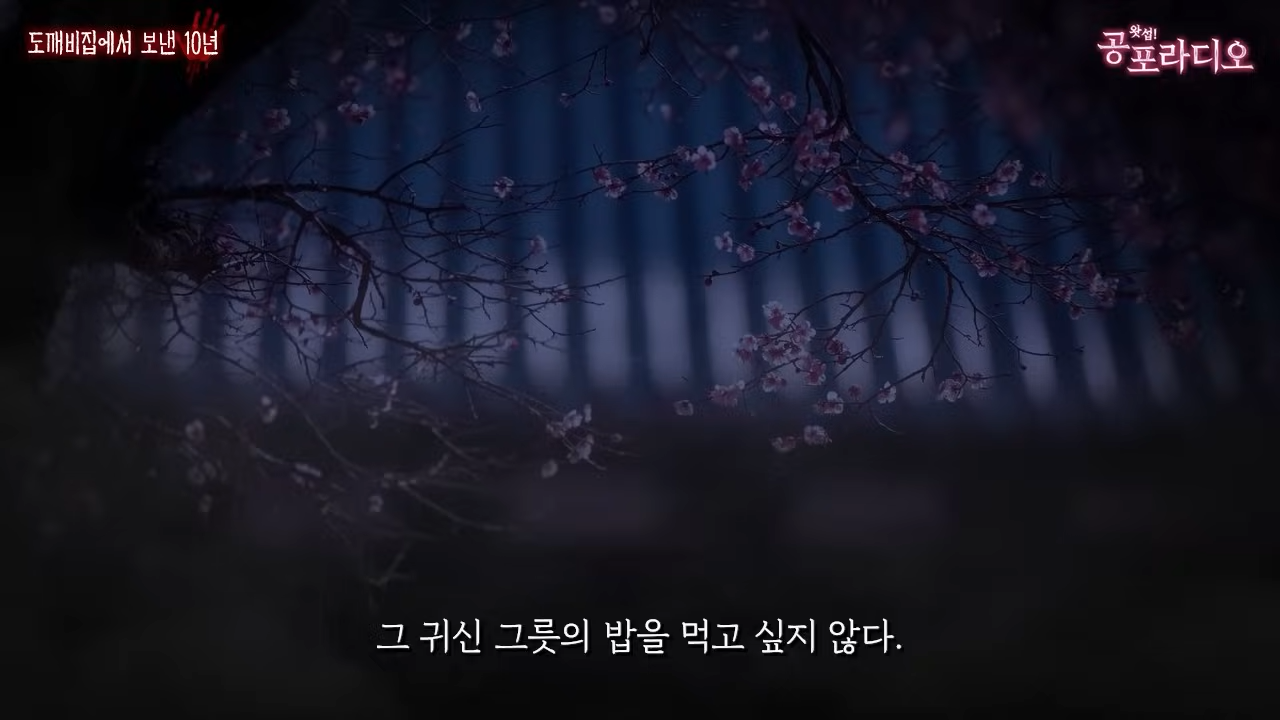 도깨비집에서 보낸 10년
왓섭!
공포라디오
그 귀신 그릇의 밥을 먹고 싶지 않다.